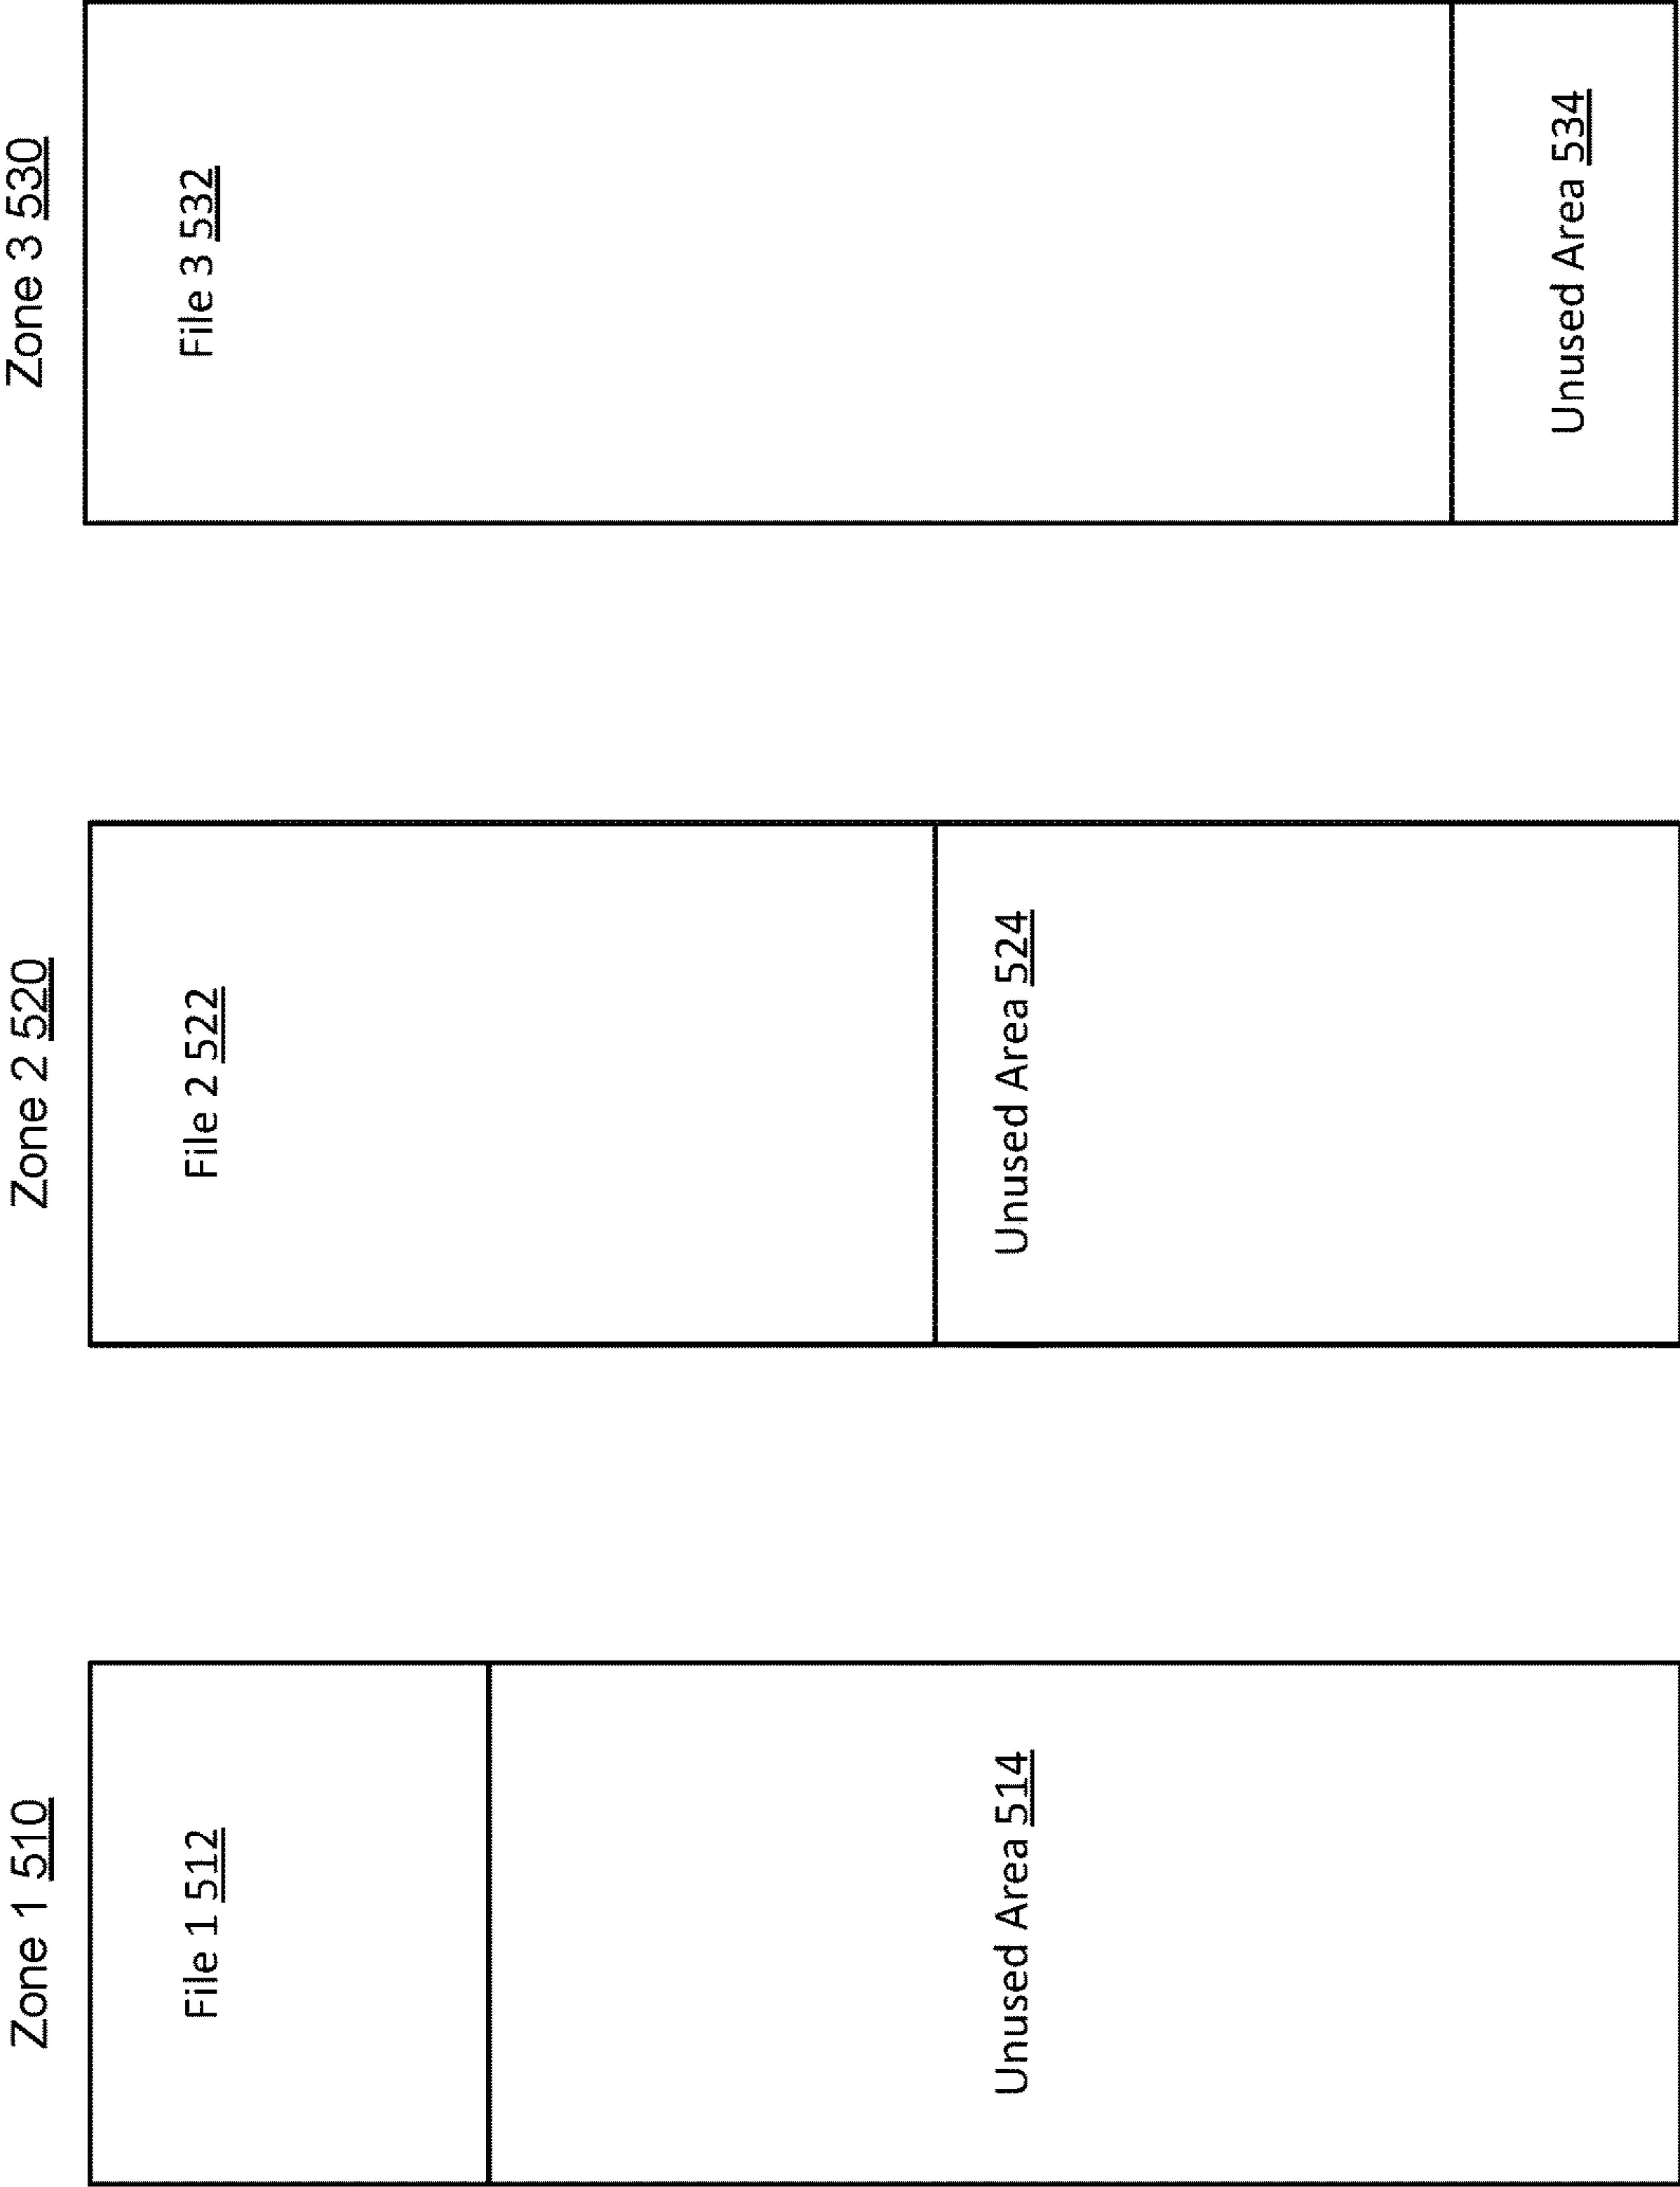 Zone 1 510
File 1 512
Unused Area 514
Zone 2 520
File 2 522
Unused Area 524
Zone 3 530
File 3 532
Unused Area 534